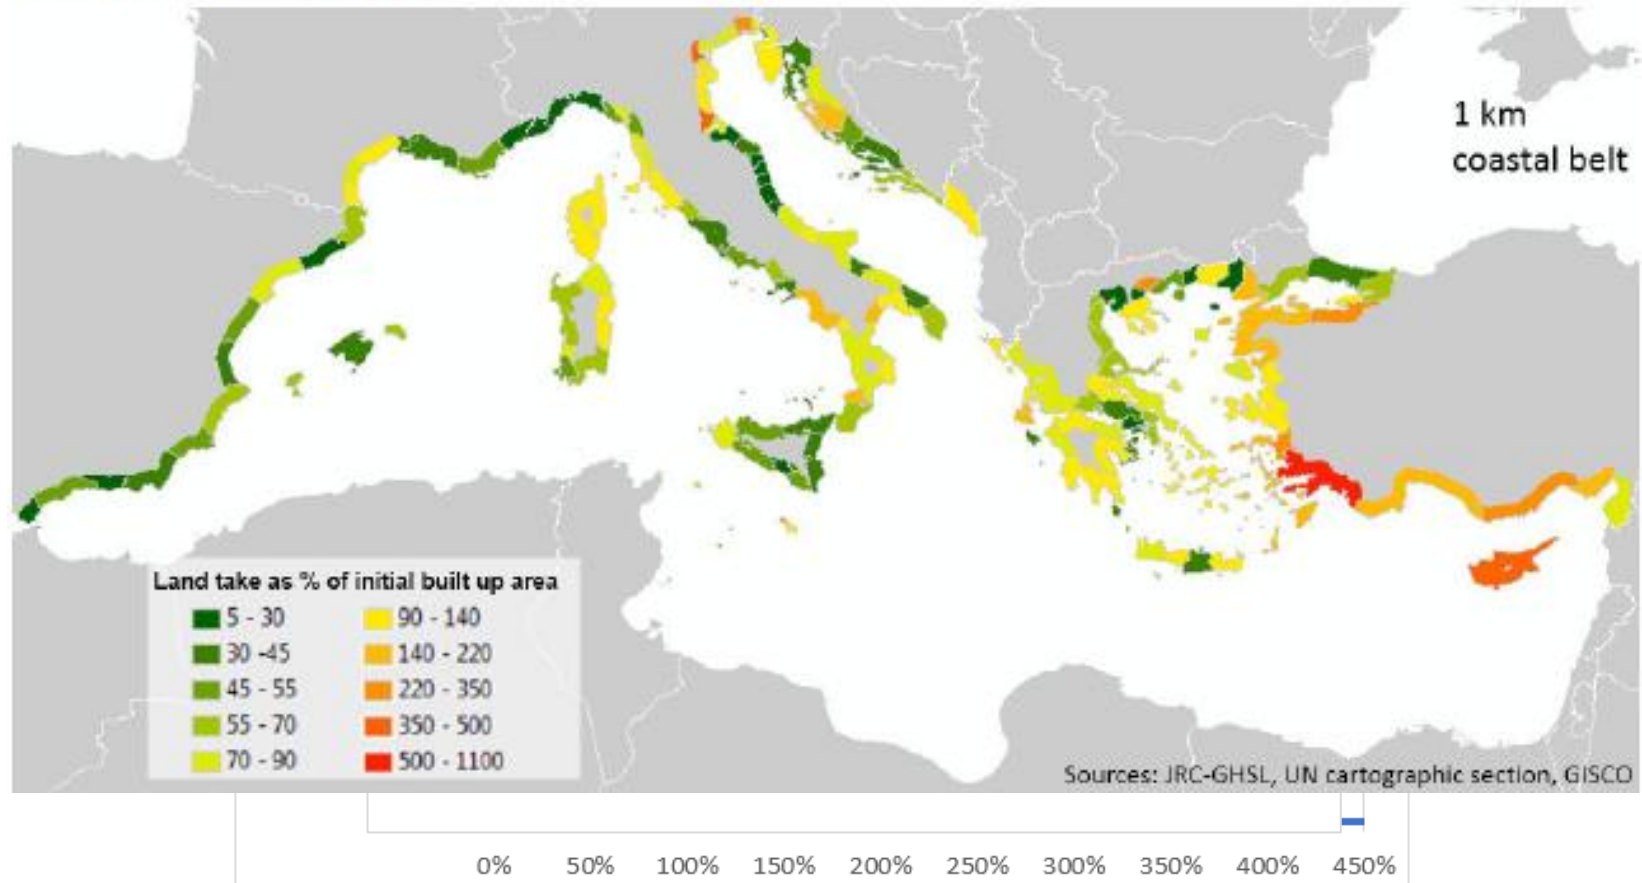 1 km
coastal belt
Land take as % of initial built up area
5 - 30
30 -45
45 - 55
55 - 70
70 - 90
90 - 140
140 - 220
220 - 350
350 - 500
500 - 1100
Sources: JRC-GHSL, UN cartographic section, GISCO
0% 50% 100% 150% 200% 250% 300% 350% 400% 450%